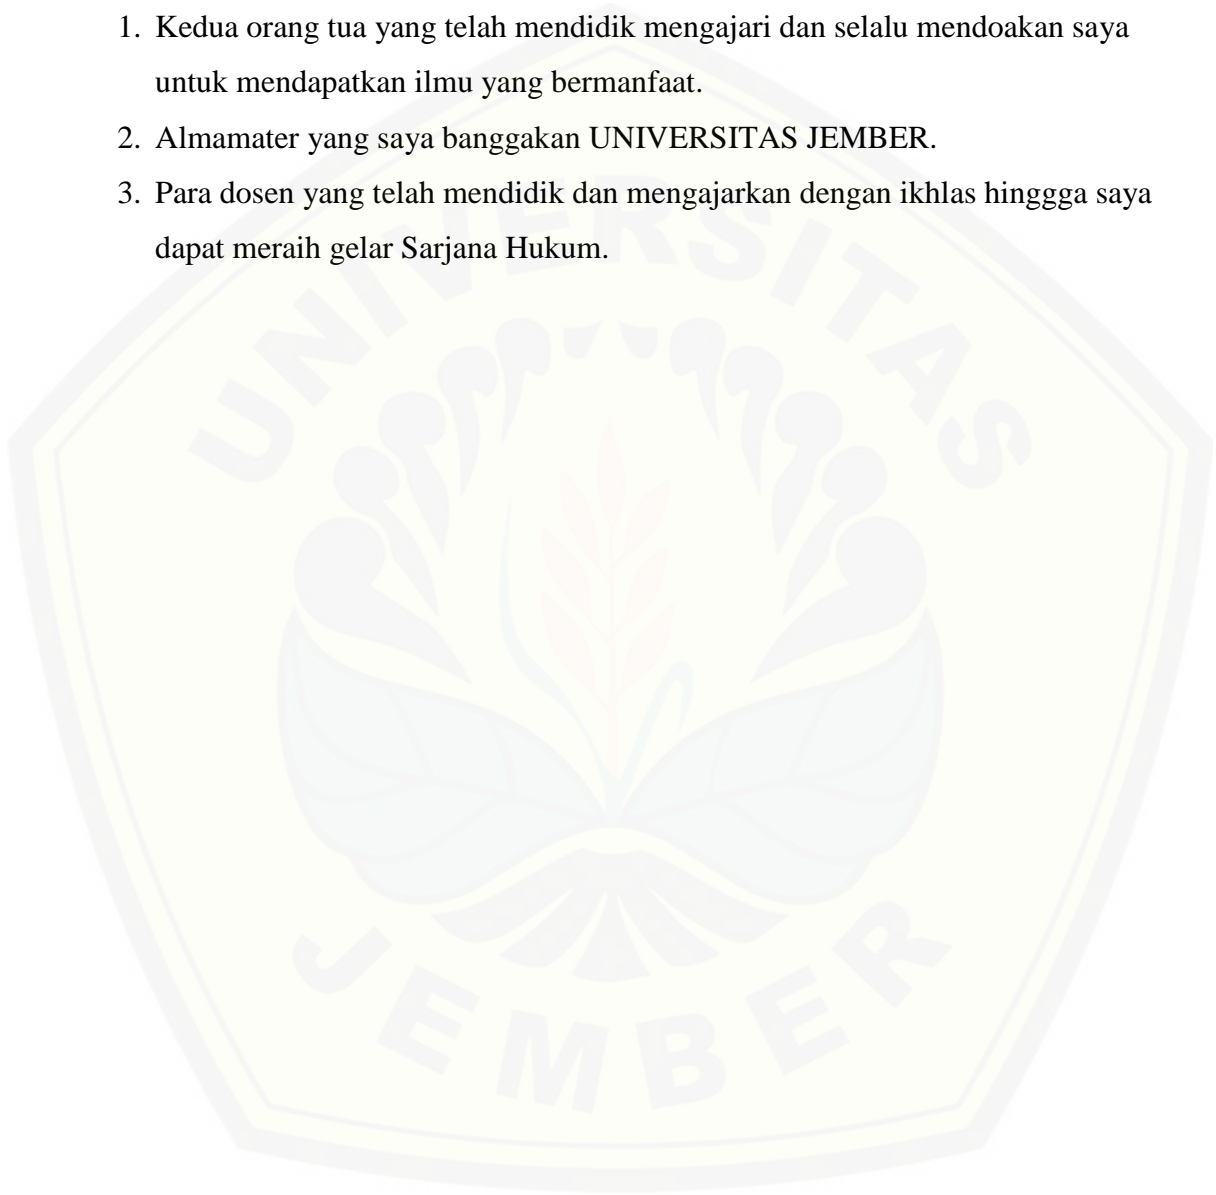 1. Kedua orang tua yang telah mendidik mengajari dan selalu mendoakan saya
untuk mendapatkan ilmu yang bermanfaat.
2. Almamater yang saya banggakan UNIVERSITAS JEMBER.
3. Para dosen yang telah mendidik dan mengajarkan dengan ikhlas hinggga saya
dapat meraih gelar Sarjana Hukum.
UNIVERSITAS
JEMBER